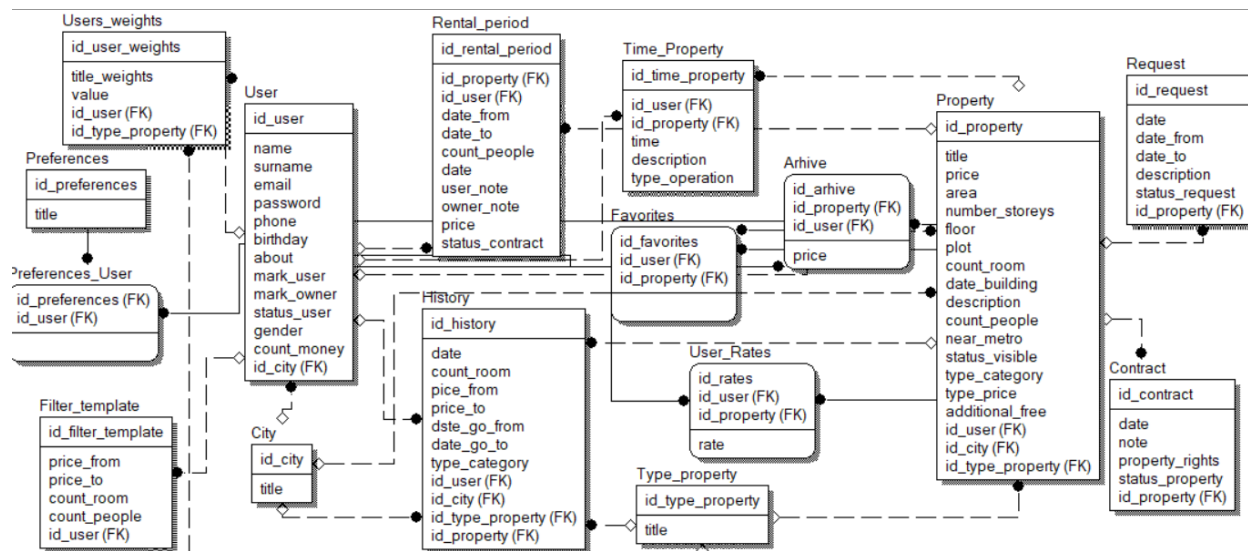 Users_weights
id_user_weights
title_weights
value
id_user (FK)
id_type_property (FK)
Preferences
id_preferences
title
Preferences_User
id_preferences (FK)
id_user (FK)
Filter_template
id_filter_template
price_from
price_to
count_room
count_people
id_user (FK)
User
id_user
name
surname
email
password
phone
birthday
about
mark_user
mark_owner
status_user
gender
count_money
id_city (FK)
City
id_city
title
Rental_period
id_rental_period
id_property (FK)
id_user (FK)
date_from
date_to
count_people
date
user_note
owner_note
price
status_contract
History
id_history
date
count_room
pice_from
price_to
dste_go_from
date_go_to
type_category
id_user (FK)
id_city (FK)
id_type_property (FK)
id_property (FK)
Time_Property
id_time_property
id_user (FK)
id_property (FK)
time
description
type_operation
Favorites
id_favorites
id_user (FK)
id_property (FK)
Arhive
id_arhive
id_property (FK)
id_user (FK)
price
User_Rates
id_rates
id_user (FK)
id_property (FK)
rate
Type_property
id_type_property
title
Property
id_property
title
price
area
number_storeys
floor
plot
count_room
date_building
description
count_people
near_metro
status_visible
type_category
type_price
additional_free
id_user (FK)
id_city (FK)
id_type_property (FK)
Request
id_request
date
date_from
date_to
description
status_request
id_property (FK)
Contract
id_contract
date
note
property_rights
status_property
id_property (FK)